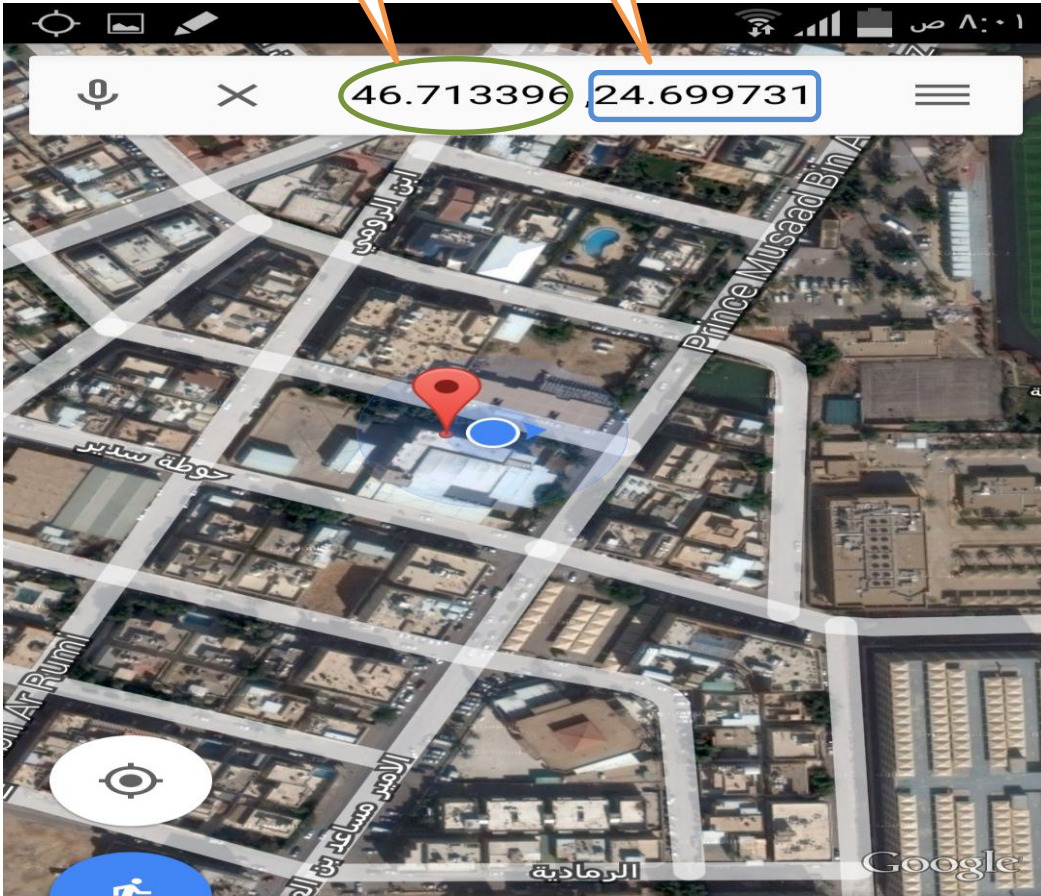 ٨:٠١ ص
46.713396 ,24.699731
ابن الرومي
Prince Musaad Bin A
حوطة سدير
Ar Rumi
الامير مساعد بن
الرمادية
Google